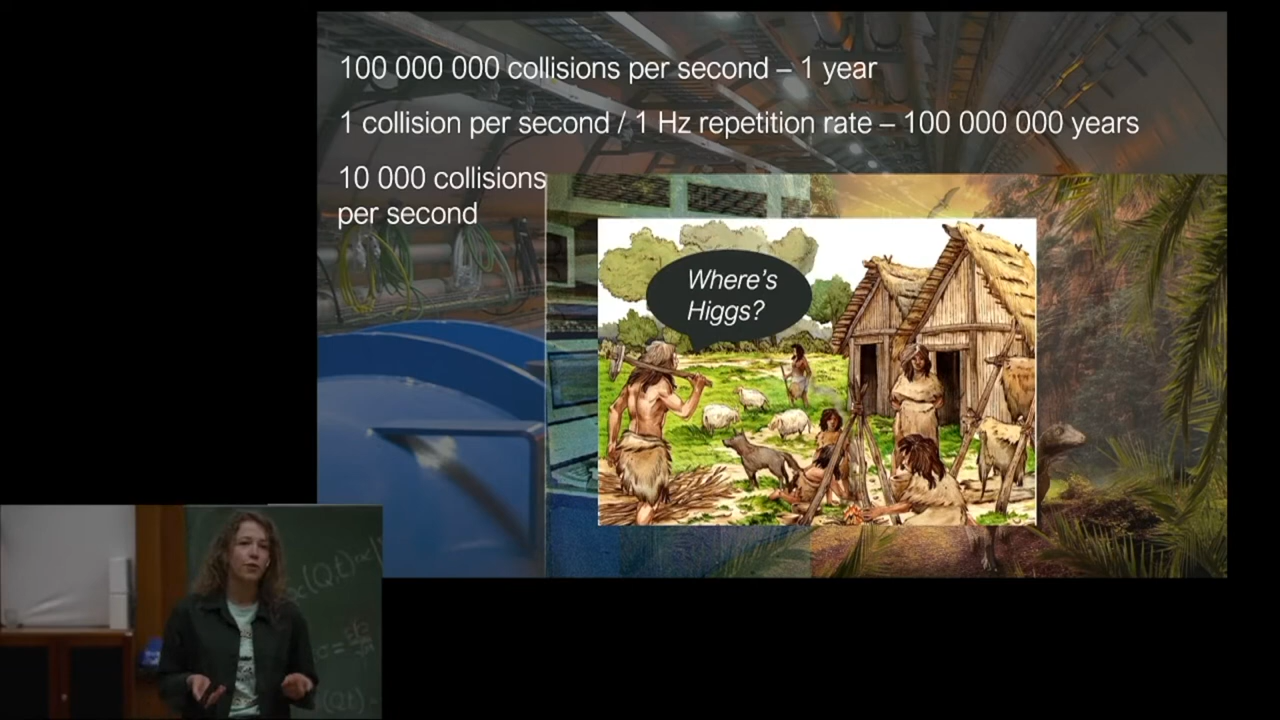 100 000 000 collisions per second – 1 year
1 collision per second / 1 Hz repetition rate – 100 000 000 years
10 000 collisions
per second
Where's
Higgs?